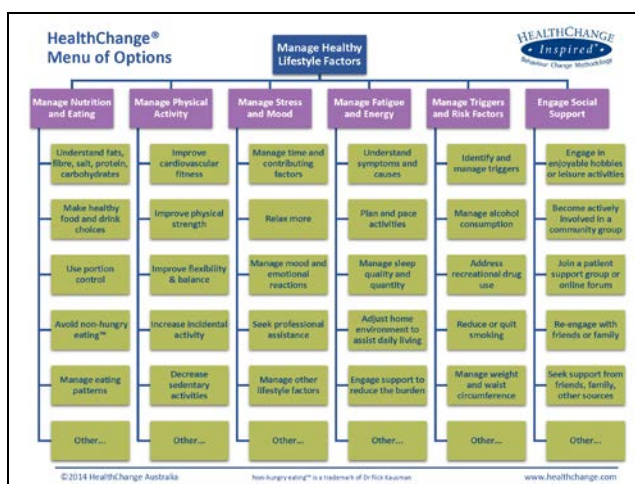 HealthChange®
Menu of Options
HEALTHCHANGE
Inspired™
Behaviour Change Methodology
Manage Healthy
Lifestyle Factors
Manage Nutrition
and Eating
Understand fats,
fibre, salt, protein,
carbohydrates
Make healthy
food and drink
choices
Use portion
control
Avoid non-hungry
eating™
Manage eating
patterns
Other...
Manage Physical
Activity
Improve
cardiovascular
fitness
Improve physical
strength
Improve flexibility
& balance
Increase incidental
activity
Decrease
sedentary
activities
Other...
Manage Stress
and Mood
Manage time and
contributing
factors
Relax more
Manage mood and
emotional
reactions
Seek professional
assistance
Manage other
lifestyle factors
Other...
Manage Fatigue
and Energy
Understand
symptoms and
causes
Plan and pace
activities
Manage sleep
quality and
quantity
Adjust home
environment to
assist daily living
Engage support to
reduce the burden
Other...
Manage Triggers
and Risk Factors
Identify and
manage triggers
Manage alcohol
consumption
Address
recreational drug
use
Reduce or quit
smoking
Manage weight
and waist
circumference
Other...
Engage Social
Support
Engage in
enjoyable hobbies
or leisure activities
Become actively
involved in a
community group
Join a patient
support group or
online forum
Re-engage with
friends or family
Seek support from
friends, family,
other sources
Other...
©2014 HealthChange Australia
Non-hungry eating™ is a trademark of Dr Rick Kausman
www.healthchange.com